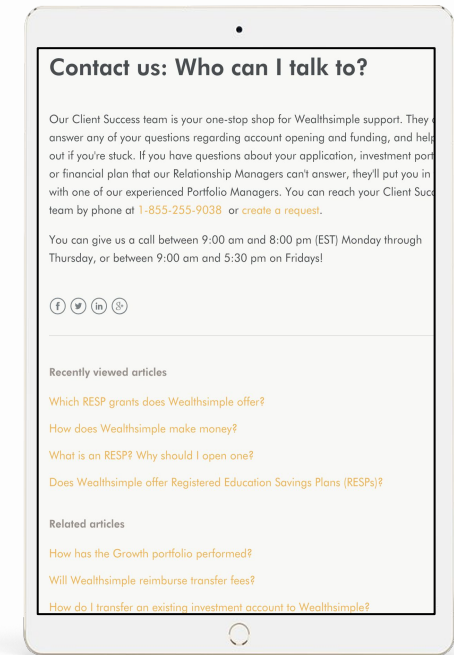 Contact us: Who can I talk to?
Our Client Success team is your one-stop shop for Wealthsimple support. They
answer any of your questions regarding account opening and funding, and help
out if you're stuck. If you have questions about your application, investment port
or financial plan that our Relationship Managers can't answer, they'll put you in
with one of our experienced Portfolio Managers. You can reach your Client Succ
team by phone at 1-855-255-9038 or create a request.
You can give us a call between 9:00 am and 8:00 pm (EST) Monday through
Thursday, or between 9:00 am and 5:30 pm on Fridays!
f in g+
Recently viewed articles
Which RESP grants does Wealthsimple offer?
How does Wealthsimple make money?
What is an RESP? Why should I open one?
Does Wealthsimple offer Registered Education Savings Plans (RESPs)?
Related articles
How has the Growth portfolio performed?
Will Wealthsimple reimburse transfer fees?
How do I transfer an existing investment account to Wealthsimple?